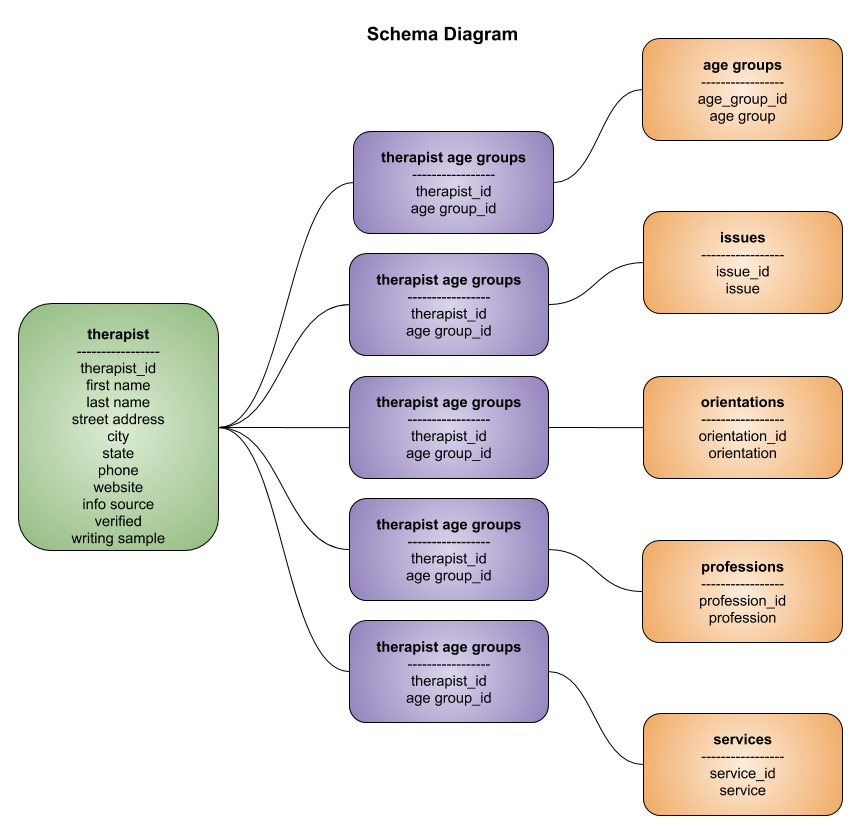 Schema Diagram
therapist
-----------------
therapist_id
first name
last name
street address
city
state
phone
website
info source
verified
writing sample
therapist age groups
-----------------
therapist_id
age group_id
therapist age groups
-----------------
therapist_id
age group_id
therapist age groups
-----------------
therapist_id
age group_id
therapist age groups
-----------------
therapist_id
age group_id
therapist age groups
-----------------
therapist_id
age group_id
age groups
-----------------
age_group_id
age group
issues
-----------------
issue_id
issue
orientations
-----------------
orientation_id
orientation
professions
-----------------
profession_id
profession
services
-----------------
service_id
service